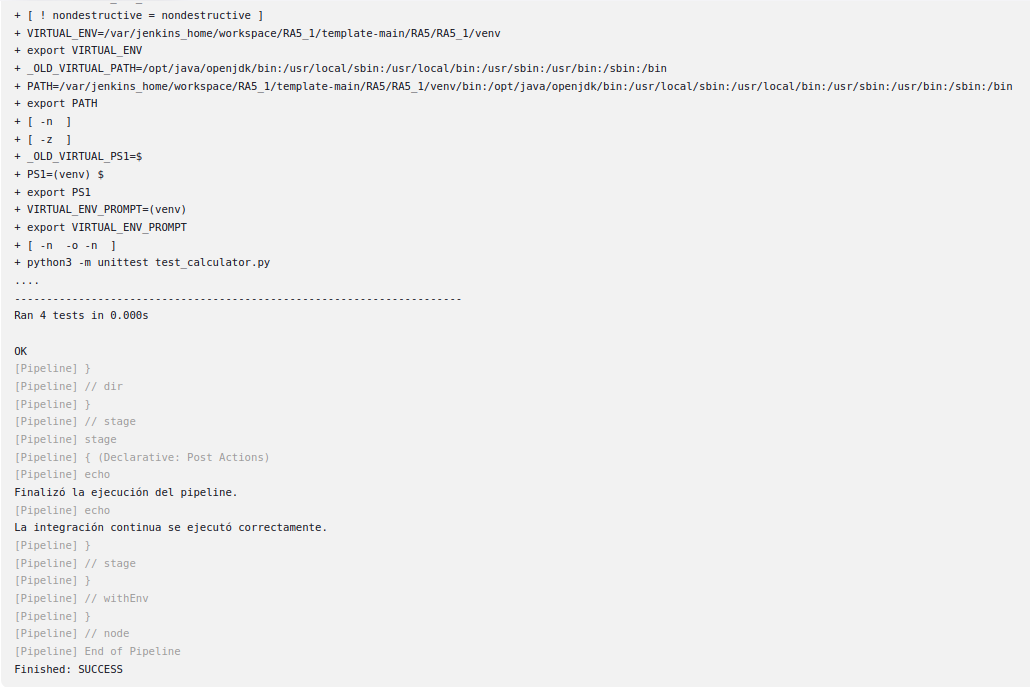 + [ ! nondestructive = nondestructive ]
+ VIRTUAL_ENV=/var/jenkins_home/workspace/RA5_1/template-main/RA5/RA5_1/venv
+ export VIRTUAL_ENV
+ _OLD_VIRTUAL_PATH=/opt/java/openjdk/bin:/usr/local/sbin:/usr/local/bin:/usr/sbin:/usr/bin:/sbin:/bin
+ PATH=/var/jenkins_home/workspace/RA5_1/template-main/RA5/RA5_1/venv/bin:/opt/java/openjdk/bin:/usr/local/sbin:/usr/local/bin:/usr/sbin:/usr/bin:/sbin:/bin
+ export PATH
+ [ -n  ]
+ [ -z  ]
+ _OLD_VIRTUAL_PS1=$
+ PS1=(venv) $
+ export PS1
+ VIRTUAL_ENV_PROMPT=(venv)
+ export VIRTUAL_ENV_PROMPT
+ [ -n  -o -n  ]
+ python3 -m unittest test_calculator.py
....
----------------------------------------------------------------------
Ran 4 tests in 0.000s

OK
[Pipeline] }
[Pipeline] // dir
[Pipeline] }
[Pipeline] // stage
[Pipeline] stage
[Pipeline] { (Declarative: Post Actions)
[Pipeline] echo
Finalizó la ejecución del pipeline.
[Pipeline] echo
La integración continua se ejecutó correctamente.
[Pipeline] }
[Pipeline] // stage
[Pipeline] }
[Pipeline] // withEnv
[Pipeline] }
[Pipeline] // node
[Pipeline] End of Pipeline
Finished: SUCCESS